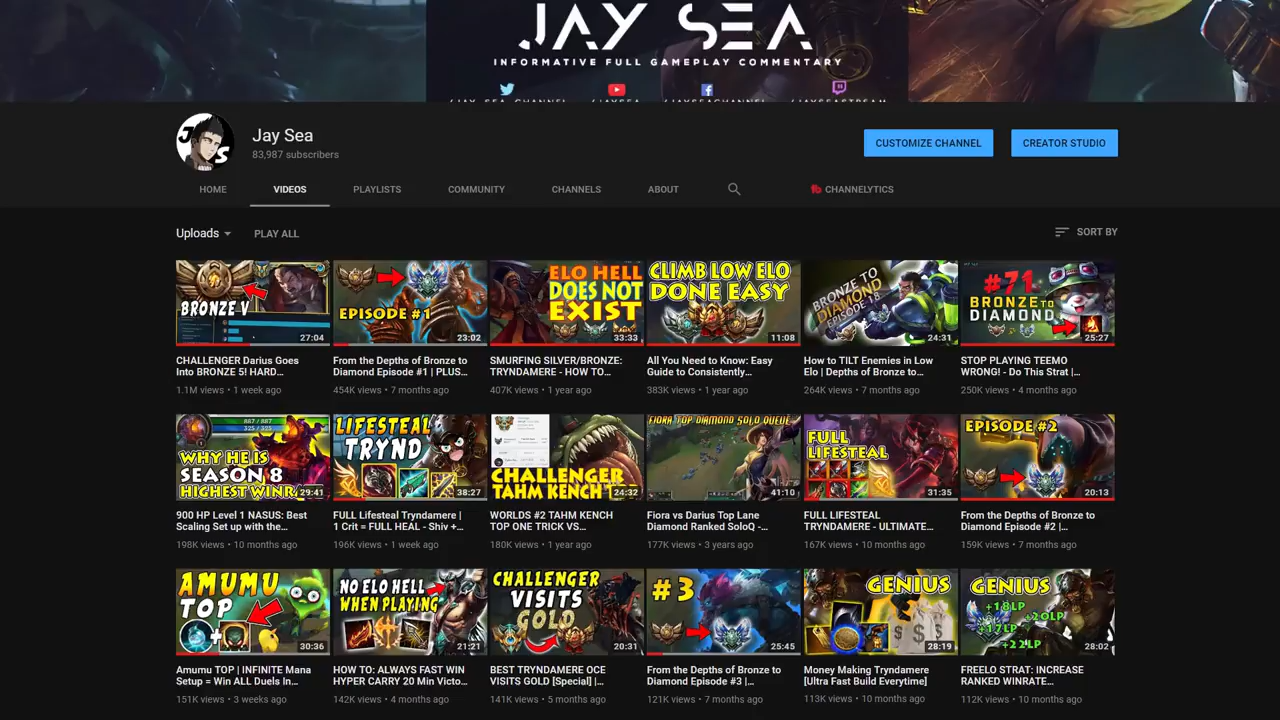 JAY SEA
INFORMATIVE FULL GAMEPLAY COMMENTARY
Jay Sea
83,987 subscribers
CUSTOMIZE CHANNEL
CREATOR STUDIO
HOME
VIDEOS
PLAYLISTS
COMMUNITY
CHANNELS
ABOUT
CHANNELYTICS
Uploads
PLAY ALL
SORT BY
BRONZE V
27:04
CHALLENGER Darius Goes
Into BRONZE 5! HARD...
1.1M views • 1 week ago
EPISODE #1
23:02
From the Depths of Bronze to
Diamond Episode #1 | PLUS...
454K views • 7 months ago
ELO HELL
DOES NOT
EXIST
33:33
SMURFING SILVER/BRONZE:
TRYNDAMERE - HOW TO...
407K views • 1 year ago
CLIMB LOW ELO
DONE EASY
11:08
All You Need to Know: Easy
Guide to Consistently...
383K views • 1 year ago
BRONZE TO
DIAMOND
EPISODE 18
24:31
How to TILT Enemies in Low
Elo | Depths of Bronze to...
264K views • 7 months ago
#71
BRONZE TO
DIAMOND
25:27
STOP PLAYING TEEMO
WRONG! - Do This Strat |...
250K views • 4 months ago
887 / 887
325 / 325
WHY HE IS
SEASON 8
HIGHEST WINR
29:41
900 HP Level 1 NASUS: Best
Scaling Set up with the...
198K views • 10 months ago
LIFESTEAL
TRYND
38:27
FULL Lifesteal Tryndamere |
1 Crit = FULL HEAL - Shiv +...
196K views • 1 week ago
CHALLENGER
TAHM KENCH
24:32
WORLDS #2 TAHM KENCH
TOP ONE TRICK VS...
180K views • 1 year ago
FIORA TOP DIAMOND SOLO QUEUE
41:10
Fiora vs Darius Top Lane
Diamond Ranked SoloQ -...
177K views • 3 years ago
FULL
LIFESTEAL
31:35
FULL LIFESTEAL
TRYNDAMERE - ULTIMATE...
167K views • 10 months ago
EPISODE #2
20:13
From the Depths of Bronze to
Diamond Episode #2 |...
159K views • 7 months ago
AMUMU
TOP
30:36
Amumu TOP | INFINITE Mana
Setup = Win ALL Duels In...
151K views • 3 weeks ago
NO ELO HELL
WHEN PLAYING
21:21
HOW TO: ALWAYS FAST WIN
HYPER CARRY 20 Min Victo...
142K views • 4 months ago
CHALLENGER
VISITS
GOLD
20:31
BEST TRYNDAMERE OCE
VISITS GOLD [Special] |...
141K views • 5 months ago
#3
25:45
From the Depths of Bronze to
Diamond Episode #3 |...
121K views • 7 months ago
GENIUS
28:19
Money Making Tryndamere
[Ultra Fast Build Everytime]
113K views • 10 months ago
GENIUS
+18LP
+20LP
+17LP
+22LP
28:02
FREELO STRAT: INCREASE
RANKED WINRATE...
112K views • 10 months ago